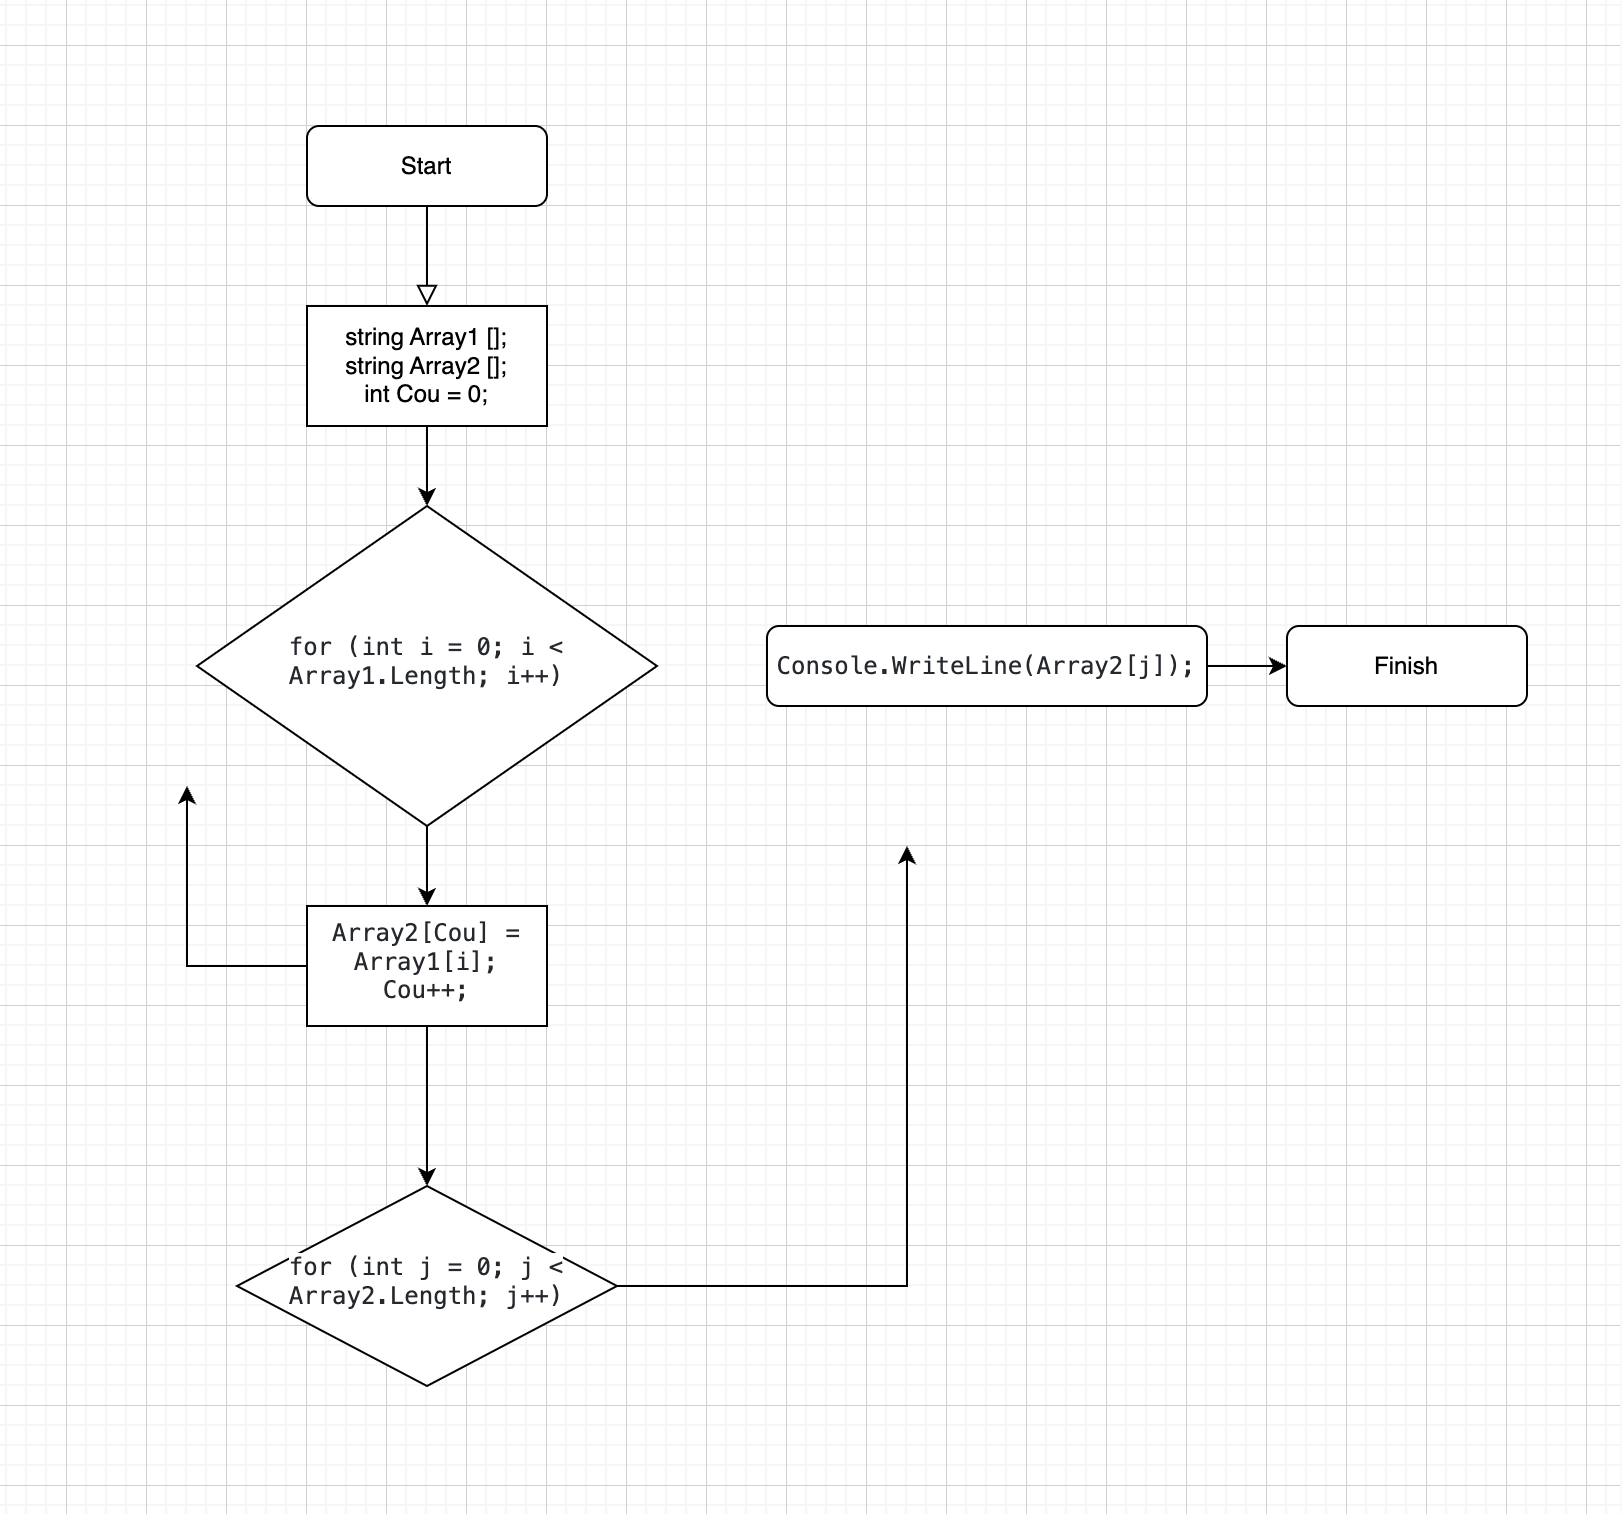 Start
string Array1 [];
string Array2 [];
int Cou = 0;
for (int i = 0; i <
Array1.Length; i++)
Array2[Cou] =
Array1[i];
Cou++;
for (int j = 0; j <
Array2.Length; j++)
Console.WriteLine(Array2[j]);
Finish